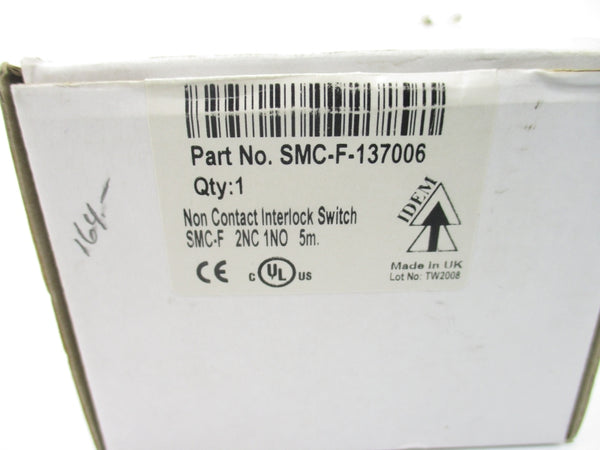 Part No. SMC-F-137006
Qty:1
Non Contact Interlock Switch
SMC-F 2NC 1NO 5m.
IDEM
CE C UL US
Made In UK
Lot No: TW2008
164.-